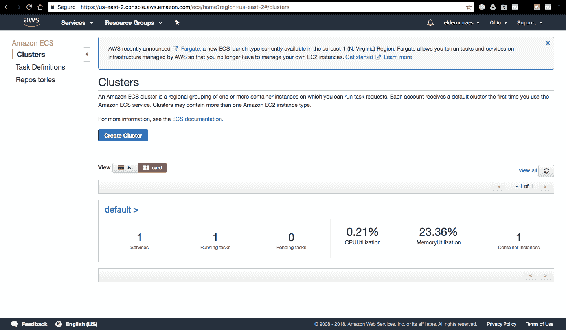 Secure https://us-east-2.console.aws.amazon.com/ecs/home?region=us-east-2#/clusters
aws
Services
Resource Groups
Amazon ECS
Clusters
Task Definitions
Repositories
AWS recently announced Fargate, a new ECS launch type currently available in the us-east-1 (N. Virginia) Region. Fargate allows you to run tasks and services on
infrastructure managed by AWS so that you no longer have to manage your own EC2 instances. Get started Learn more
Clusters
An Amazon ECS cluster is a regional grouping of one or more container instances on which you can run task requests. Each account receives a default cluster the first time you use the
Amazon ECS service. Clusters may contain more than one Amazon EC2 instance type.
For more information, see the ECS documentation.
Create Cluster
View
view all
default >
1
1
0
0.21%
23.36%
1
Services
Running tasks
Pending tasks
CPUUtilization
MemoryUtilization
Container instances
Feedback
English (US)
© 2008 - 2018, Amazon Web Services, Inc. or its affiliates. All rights reserved.
Privacy Policy
Terms of Use